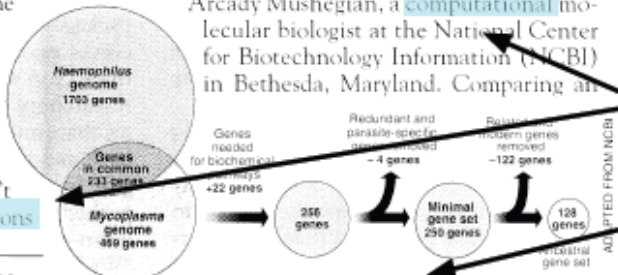 Arcady Mushegian, a computational mo-
lecular biologist at the National Center
for Biotechnology Information (NCBI)
in Bethesda, Maryland. Comparing an
Haemophilus
genome
1703 genes
Genes
in common
233 genes
Mycoplasma
genome
469 genes
Genes
needed
for biochemical
pathways
+22 genes
256
genes
Redundant and
parasite-specific
genes removed
– 4 genes
Minimal
gene set
250 genes
Related and
modern genes
removed
–122 genes
128
genes
Ancestral
gene set
ADAPTED FROM NCBI
't
ons